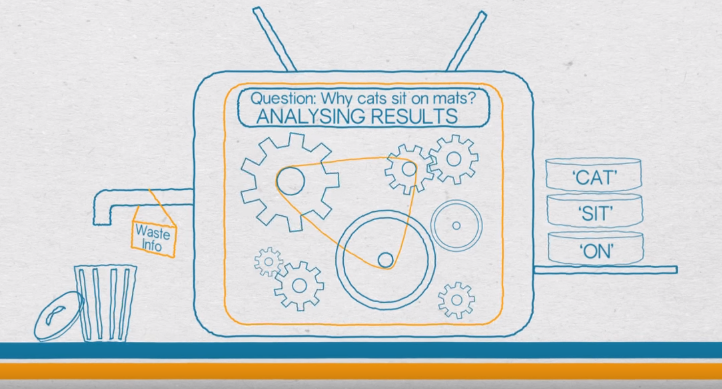 Question: Why cats sit on mats?
ANALYSING RESULTS
Waste
Info
‘CAT’
‘SIT’
‘ON’